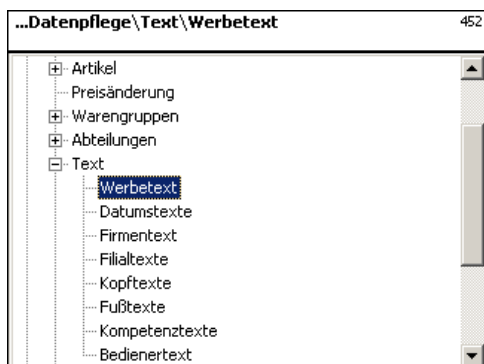 ...Datenpflege\Text\Werbetext 452
Artikel
Preisänderung
Warengruppen
Abteilungen
Text
Werbetext
Datumstexte
Firmentext
Filialtexte
Kopftexte
Fußtexte
Kompetenztexte
Bedienertext